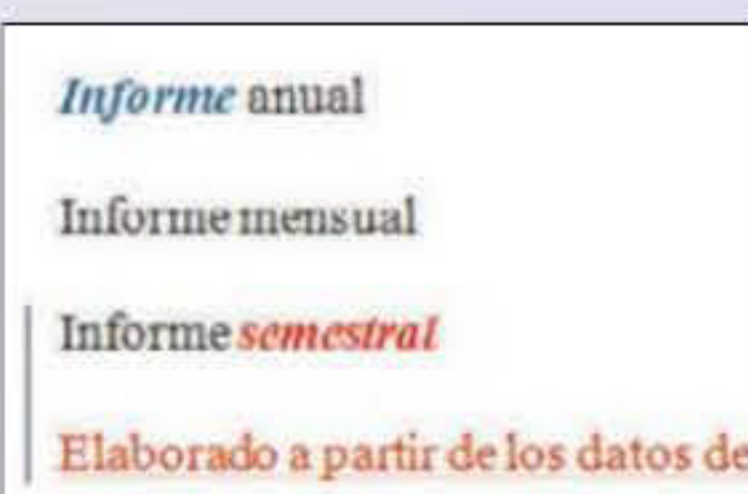 Informe anual
Informe mensual
Informe semestral
Elaborado a partir de los datos de